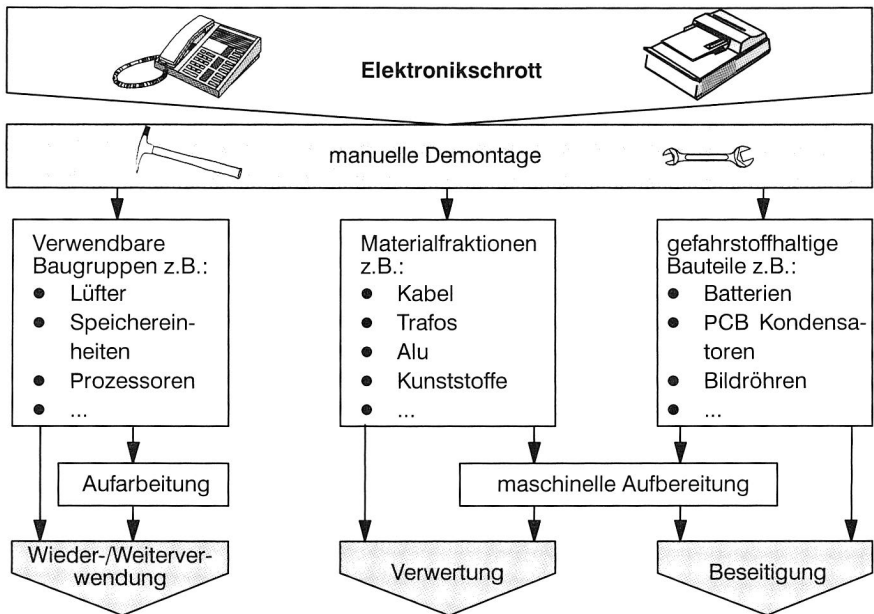 Elektronikschrott
manuelle Demontage
Verwendbare
Baugruppen z.B.:
● Lüfter
● Speicherein-
heiten
● Prozessoren
● ...
Materialfraktionen
z.B.:
● Kabel
● Trafos
● Alu
● Kunststoffe
● ...
gefahrstoffhaltige
Bauteile z.B.:
● Batterien
● PCB Kondensa-
toren
● Bildröhren
● ...
Aufarbeitung
maschinelle Aufbereitung
Wieder-/Weiterver-
wendung
Verwertung
Beseitigung